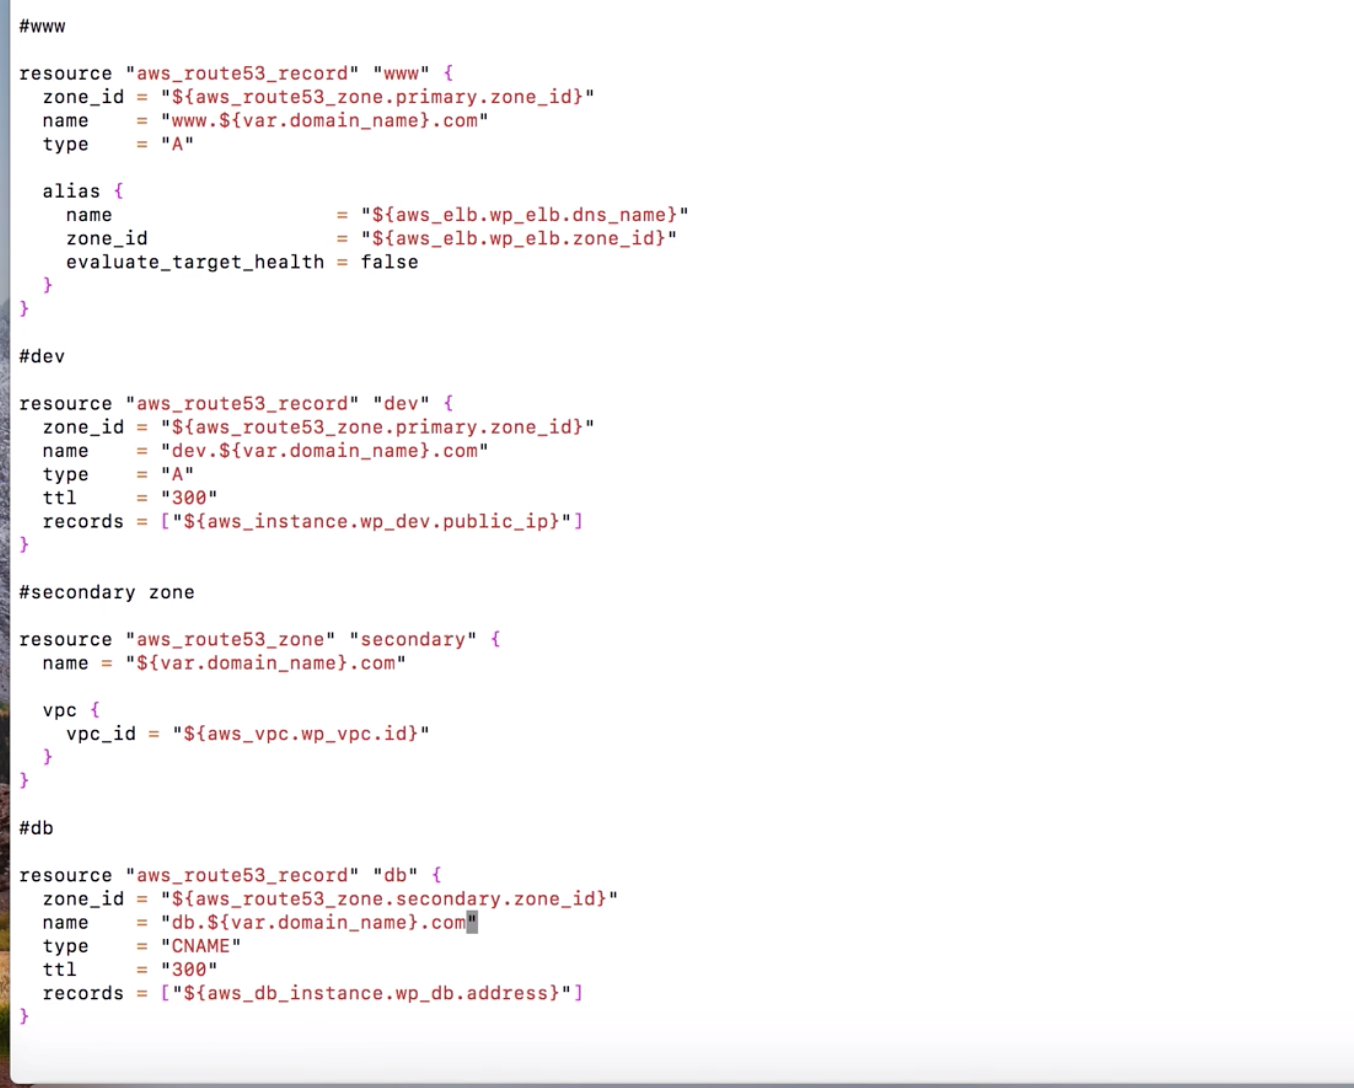 #www
resource "aws_route53_record" "www" {
  zone_id = "${aws_route53_zone.primary.zone_id}"
  name    = "www.${var.domain_name}.com"
  type    = "A"
  alias {
    name                   = "${aws_elb.wp_elb.dns_name}"
    zone_id                = "${aws_elb.wp_elb.zone_id}"
    evaluate_target_health = false
  }
}
#dev
resource "aws_route53_record" "dev" {
  zone_id = "${aws_route53_zone.primary.zone_id}"
  name    = "dev.${var.domain_name}.com"
  type    = "A"
  ttl     = "300"
  records = ["${aws_instance.wp_dev.public_ip}"]
}
#secondary zone
resource "aws_route53_zone" "secondary" {
  name = "${var.domain_name}.com"
  vpc {
    vpc_id = "${aws_vpc.wp_vpc.id}"
  }
}
#db
resource "aws_route53_record" "db" {
  zone_id = "${aws_route53_zone.secondary.zone_id}"
  name    = "db.${var.domain_name}.com"
  type    = "CNAME"
  ttl     = "300"
  records = ["${aws_db_instance.wp_db.address}"]
}